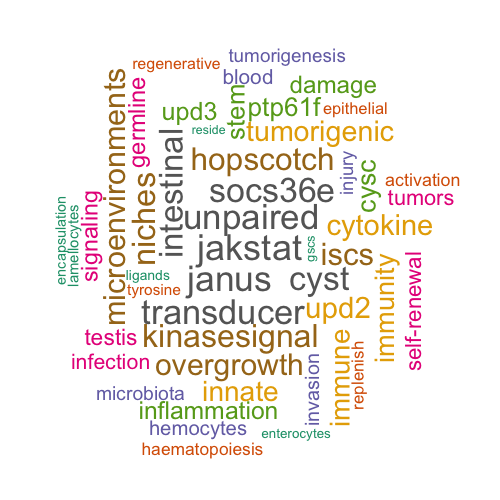 tumorigenesis
regenerative
blood
damage
microenvironments
germline
upd3
stem
ptp61f
epithelial
reside
tumorigenic
intestinal
hopscotch
injury
cysc
activation
niches
socs36e
tumors
encapsulation
lamellocytes
signaling
unpaired
cytokine
jakstat
gscs
iscs
immunity
self-renewal
ligands
tyrosine
janus
cyst
transducer
upd2
testis
kinasesignal
immune
replenish
infection
overgrowth
invasion
microbiota
innate
inflammation
hemocytes
enterocytes
haematopoiesis